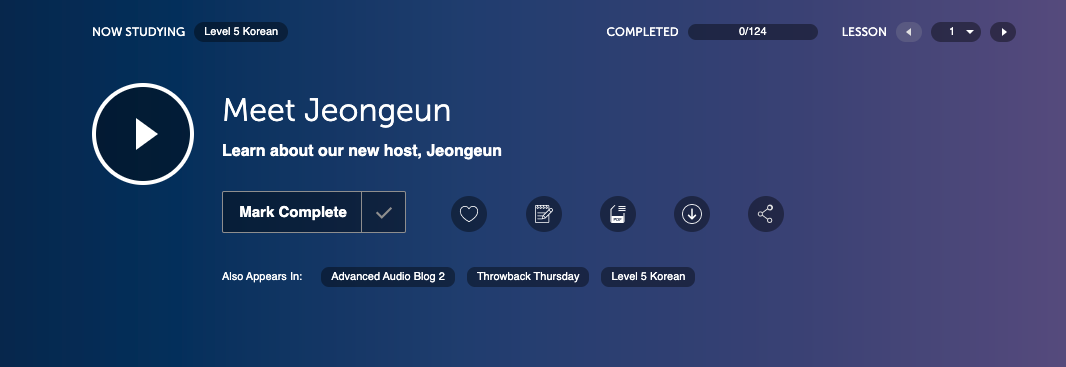 NOW STUDYING Level 5 Korean COMPLETED 0/124 LESSON 1
Meet Jeongeun
Learn about our new host, Jeongeun
Mark Complete PDF
Also Appears In: Advanced Audio Blog 2 Throwback Thursday Level 5 Korean